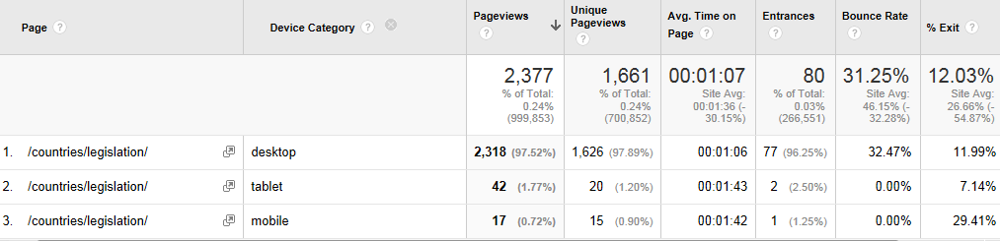 Page ? Device Category ? Pageviews ? Unique Pageviews ? Avg. Time on Page ? Entrances ? Bounce Rate ? % Exit ?
2,377 1,661 00:01:07 80 31.25% 12.03%
% of Total: % of Total: Site Avg: % of Total: Site Avg: Site Avg:
0.24% 0.24% 00:01:36 (- 0.03% 46.15% (- 26.66% (-
(999,853) (700,852) 30.15%) (266,551) 32.28%) 54.87%)
1. /countries/legislation/ desktop 2,318 (97.52%) 1,626 (97.89%) 00:01:06 77 (96.25%) 32.47% 11.99%
2. /countries/legislation/ tablet 42 (1.77%) 20 (1.20%) 00:01:43 2 (2.50%) 0.00% 7.14%
3. /countries/legislation/ mobile 17 (0.72%) 15 (0.90%) 00:01:42 1 (1.25%) 0.00% 29.41%